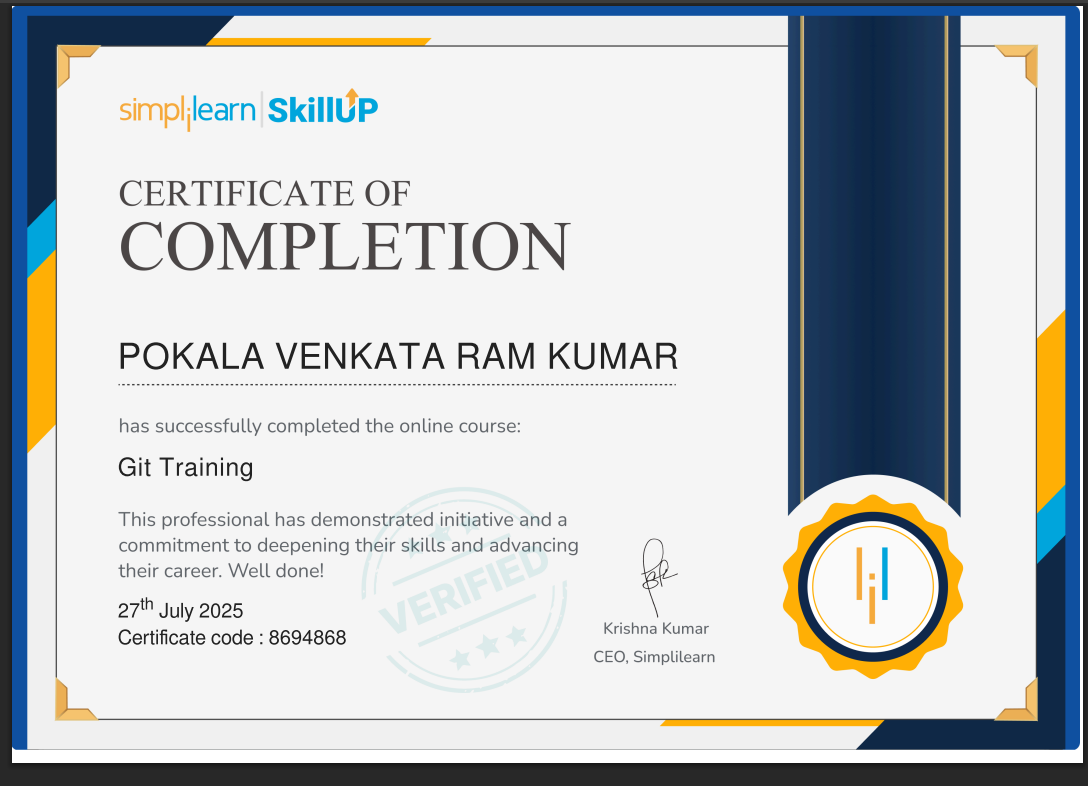 simplilearn | SkillUP
CERTIFICATE OF
COMPLETION
POKALA VENKATA RAM KUMAR
has successfully completed the online course:
Git Training
This professional has demonstrated initiative and a
commitment to deepening their skills and advancing
their career. Well done!
VERIFIED
27th July 2025
Certificate code : 8694868
Krishna Kumar
CEO, Simplilearn